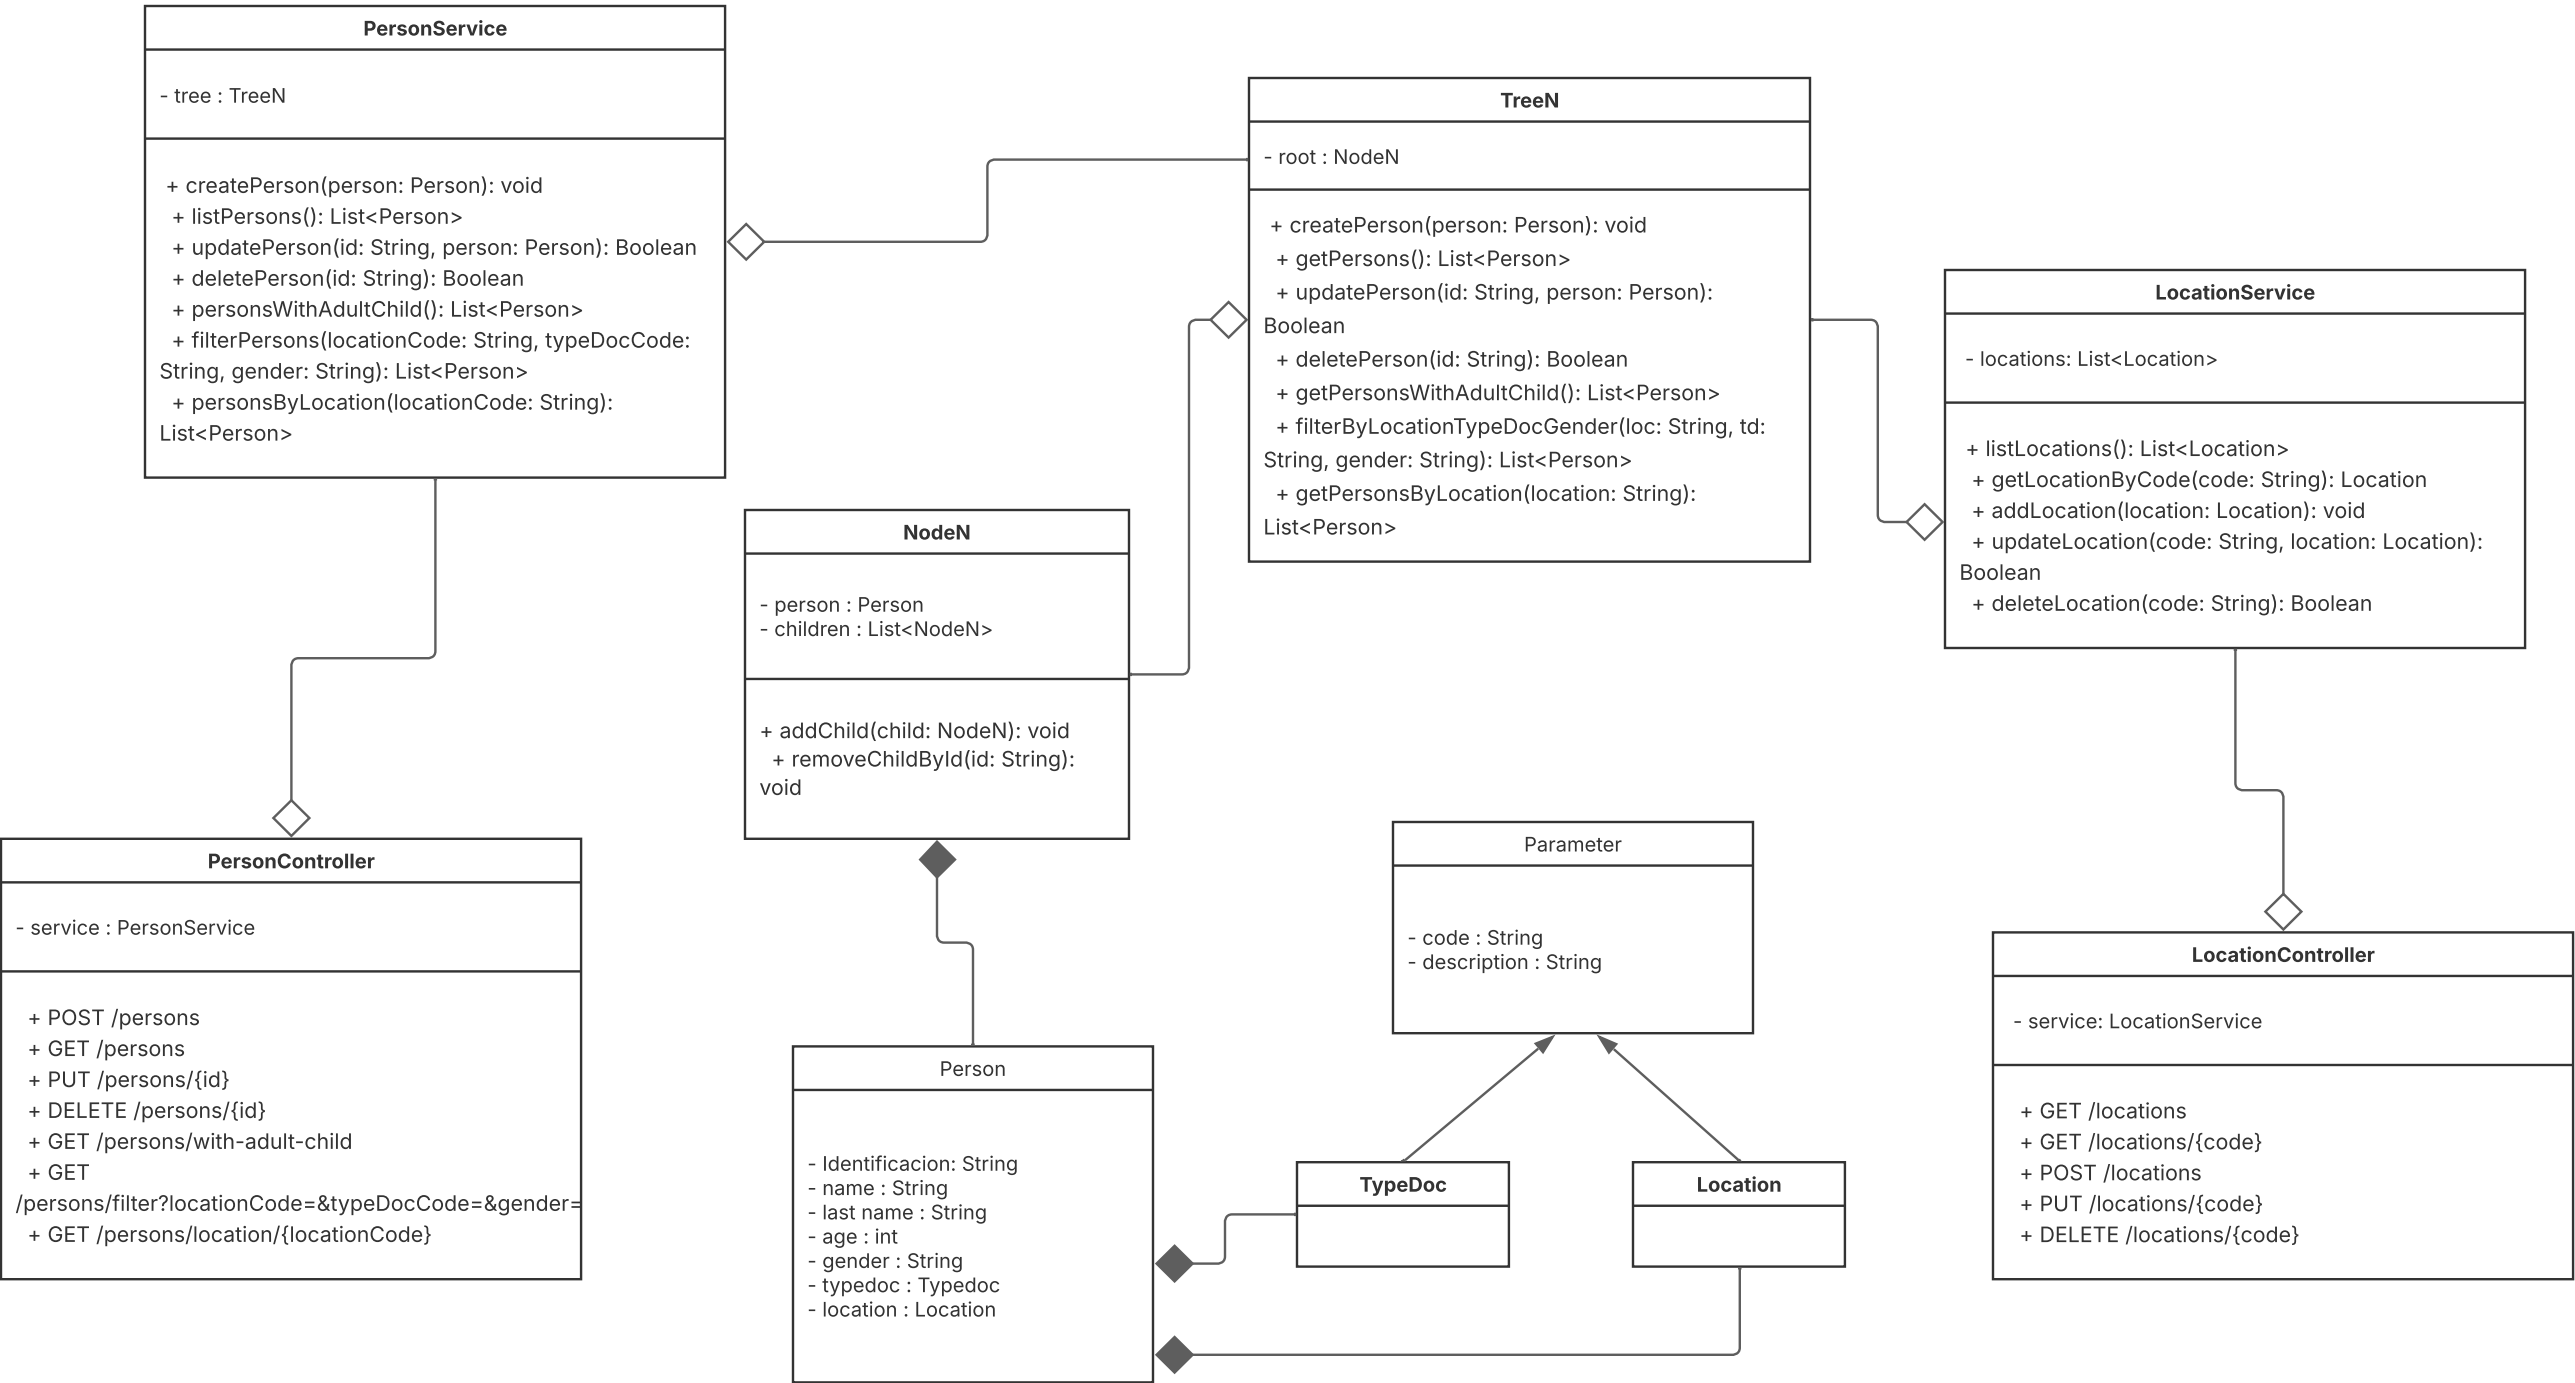 PersonService
- tree : TreeN
+ createPerson(person: Person): void
+ listPersons(): List<Person>
+ updatePerson(id: String, person: Person): Boolean
+ deletePerson(id: String): Boolean
+ personsWithAdultChild(): List<Person>
+ filterPersons(locationCode: String, typeDocCode:
String, gender: String): List<Person>
+ personsByLocation(locationCode: String):
List<Person>
TreeN
- root : NodeN
+ createPerson(person: Person): void
+ getPersons(): List<Person>
+ updatePerson(id: String, person: Person):
Boolean
+ deletePerson(id: String): Boolean
+ getPersonsWithAdultChild(): List<Person>
+ filterByLocationTypeDocGender(loc: String, td:
String, gender: String): List<Person>
+ getPersonsByLocation(location: String):
List<Person>
LocationService
- locations: List<Location>
+ listLocations(): List<Location>
+ getLocationByCode(code: String): Location
+ addLocation(location: Location): void
+ updateLocation(code: String, location: Location):
Boolean
+ deleteLocation(code: String): Boolean
NodeN
- person : Person
- children : List<NodeN>
+ addChild(child: NodeN): void
+ removeChildById(id: String):
void
PersonController
- service : PersonService
+ POST /persons
+ GET /persons
+ PUT /persons/{id}
+ DELETE /persons/{id}
+ GET /persons/with-adult-child
+ GET
/persons/filter?locationCode=&typeDocCode=&gender=
+ GET /persons/location/{locationCode}
Parameter
- code : String
- description : String
LocationController
- service: LocationService
+ GET /locations
+ GET /locations/{code}
+ POST /locations
+ PUT /locations/{code}
+ DELETE /locations/{code}
Person
- Identificacion: String
- name : String
- last name : String
- age : int
- gender : String
- typedoc : Typedoc
- location : Location
TypeDoc
Location